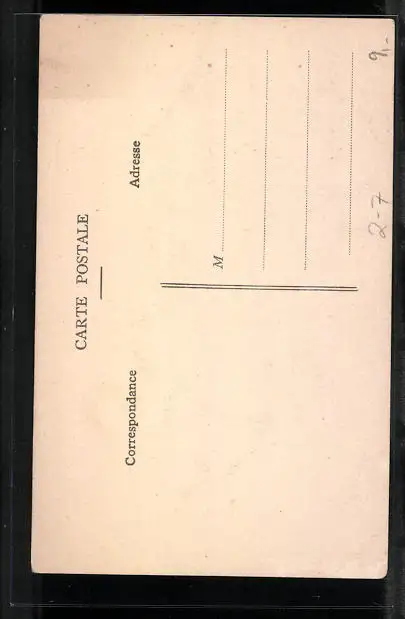 CARTE POSTALE
Correspondance
Adresse
M
2-7
9,-